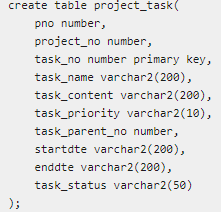 create table project_task(
pno number,
project_no number,
task_no number primary key,
task_name varchar2(200),
task_content varchar2(200),
task_priority varchar2(10),
task_parent_no number,
startdte varchar2(200),
enddte varchar2(200),
task_status varchar2(50)
);